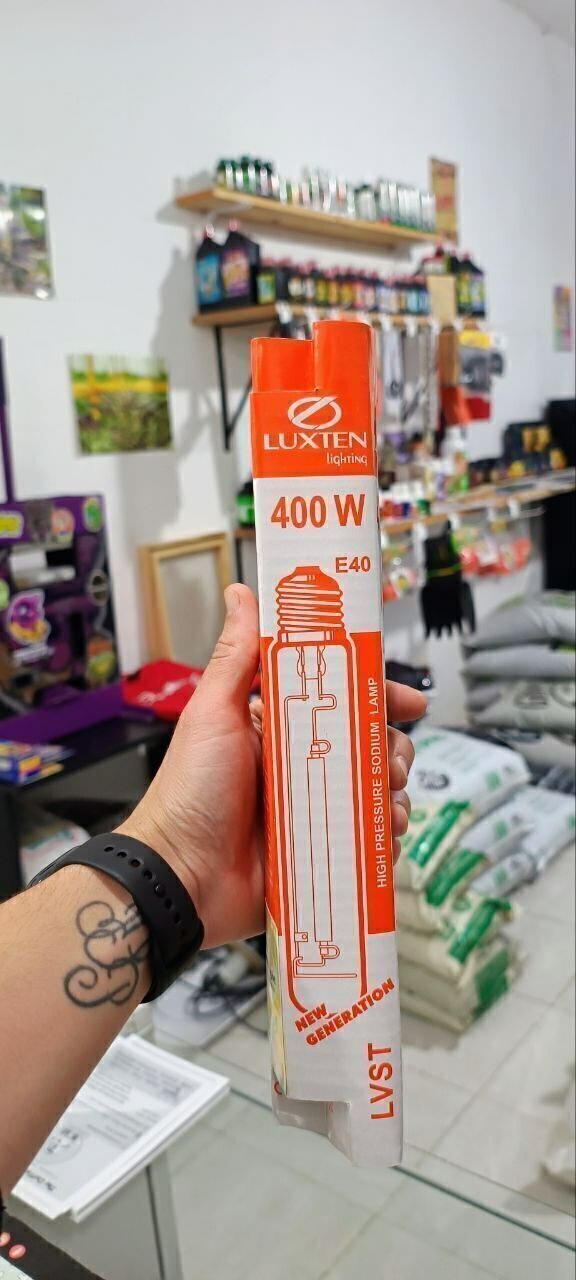 LUXTEN
lighting
400 W
E40
HIGH PRESSURE SODIUM LAMP
NEW
GENERATION
LVST